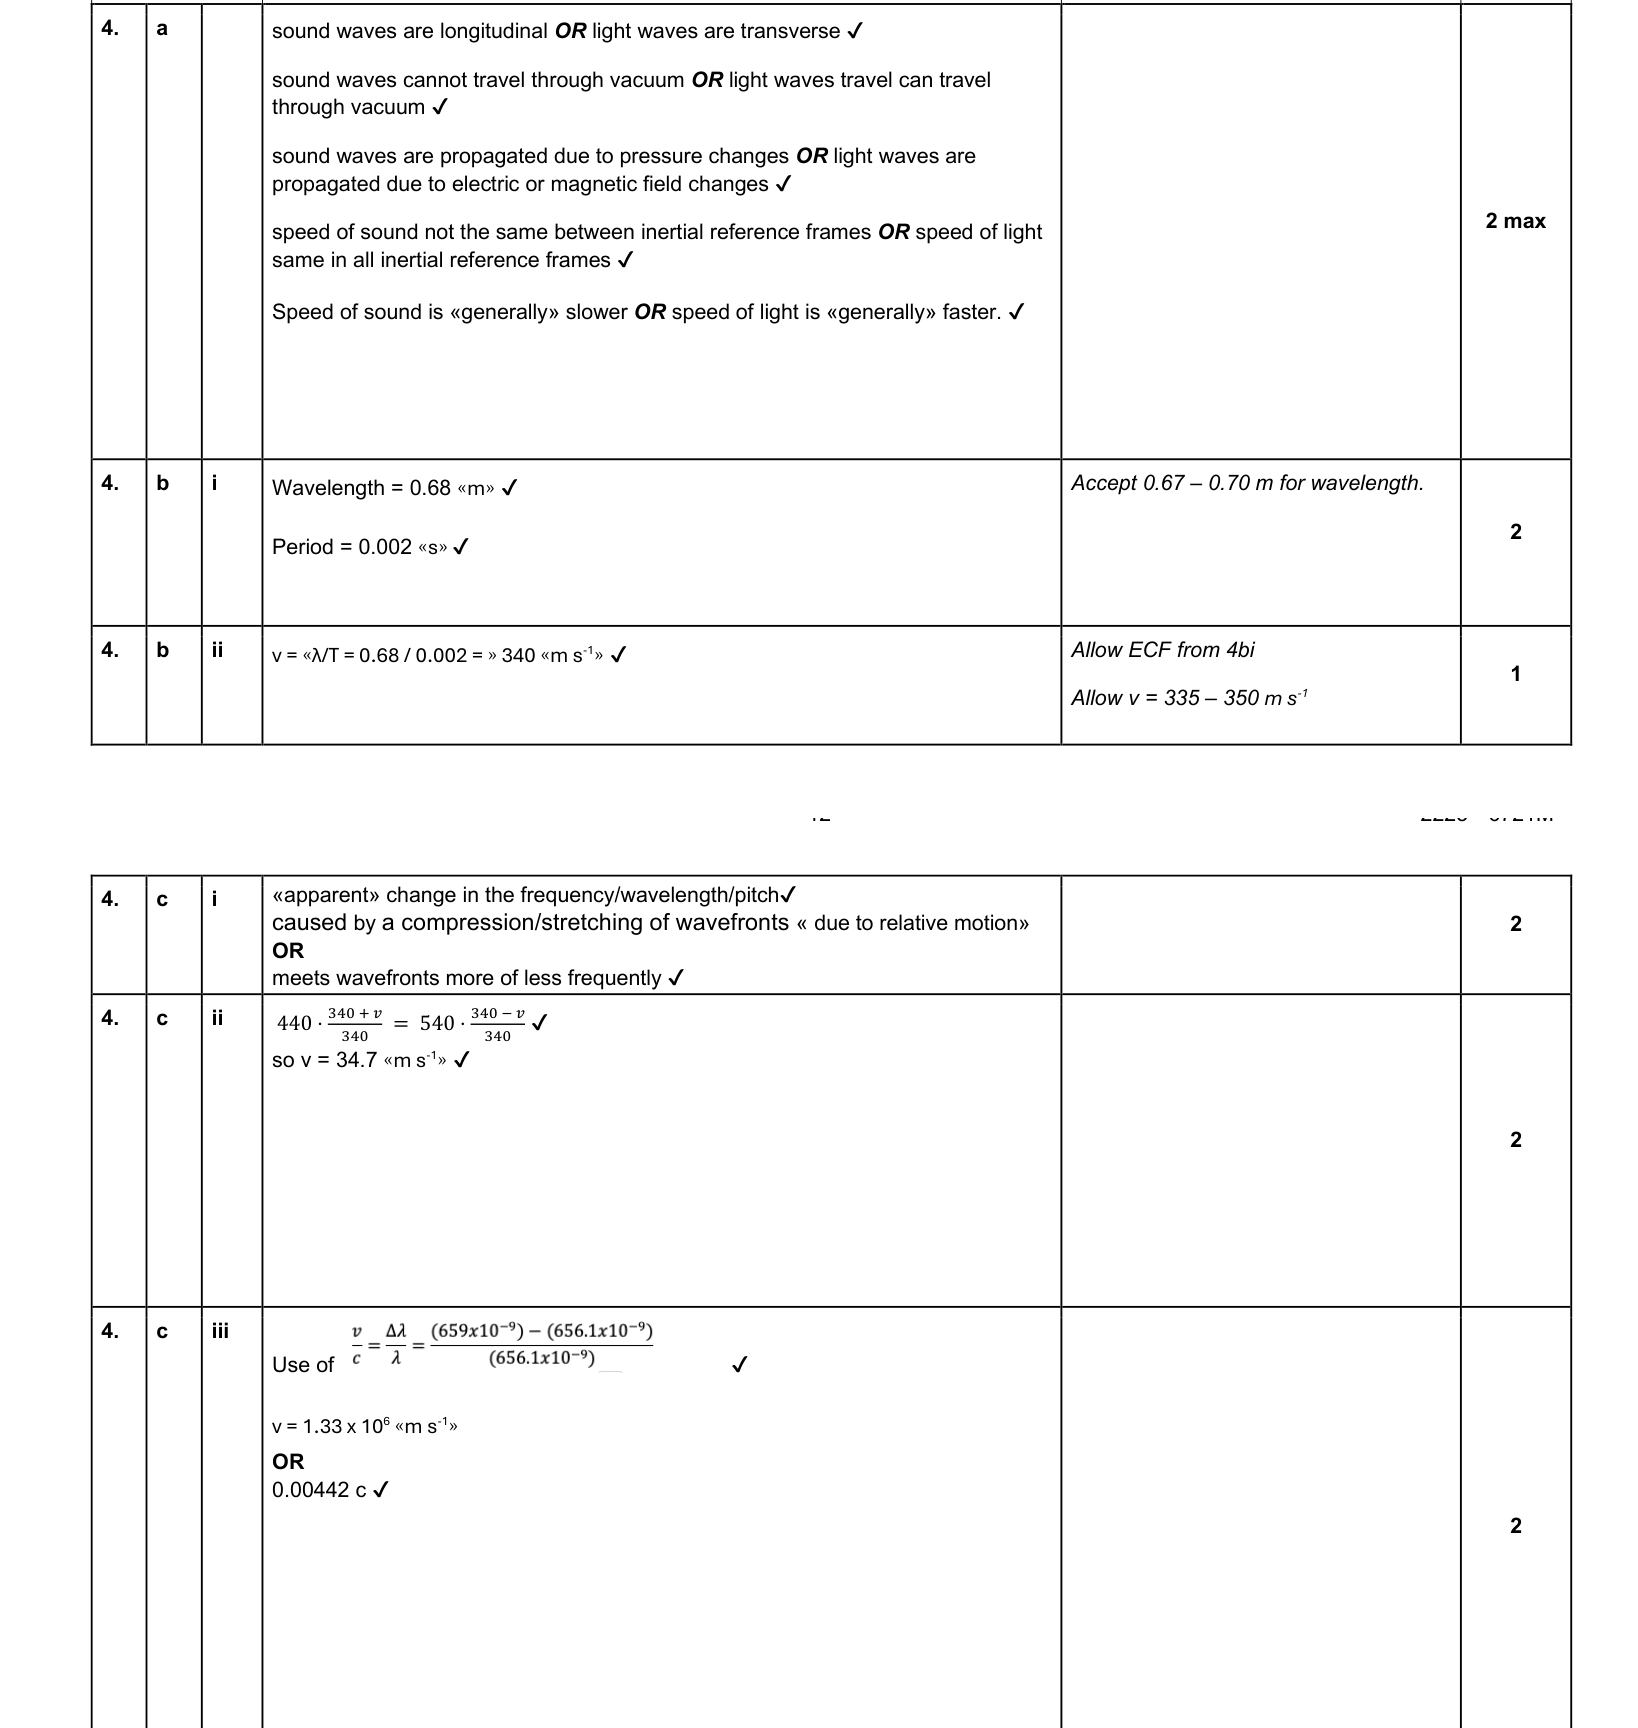 4. a sound waves are longitudinal OR light waves are transverse ✓
sound waves cannot travel through vacuum OR light waves travel can travel
through vacuum ✓
sound waves are propagated due to pressure changes OR light waves are
propagated due to electric or magnetic field changes ✓
speed of sound not the same between inertial reference frames OR speed of light
same in all inertial reference frames ✓
2 max
Speed of sound is «generally» slower OR speed of light is «generally» faster. ✓
4. b i Wavelength = 0.68 «m» ✓ Accept 0.67 – 0.70 m for wavelength.
2
Period = 0.002 «s» ✓
4. b ii v = «λ/T = 0.68 / 0.002 = » 340 «m s⁻¹» ✓ Allow ECF from 4bi
1
Allow v = 335 – 350 m s⁻¹
4. c i «apparent» change in the frequency/wavelength/pitch✓
caused by a compression/stretching of wavefronts « due to relative motion»
2
OR
meets wavefronts more of less frequently ✓
4. c ii 440 · (340 + v)/340 = 540 · (340 − v)/340 ✓
so v = 34.7 «m s⁻¹» ✓
2
4. c iii Use of v/c = Δλ/λ = ((659x10⁻⁹) − (656.1x10⁻⁹))/(656.1x10⁻⁹) ✓
v = 1.33 x 10⁶ «m s⁻¹»
OR
0.00442 c ✓
2